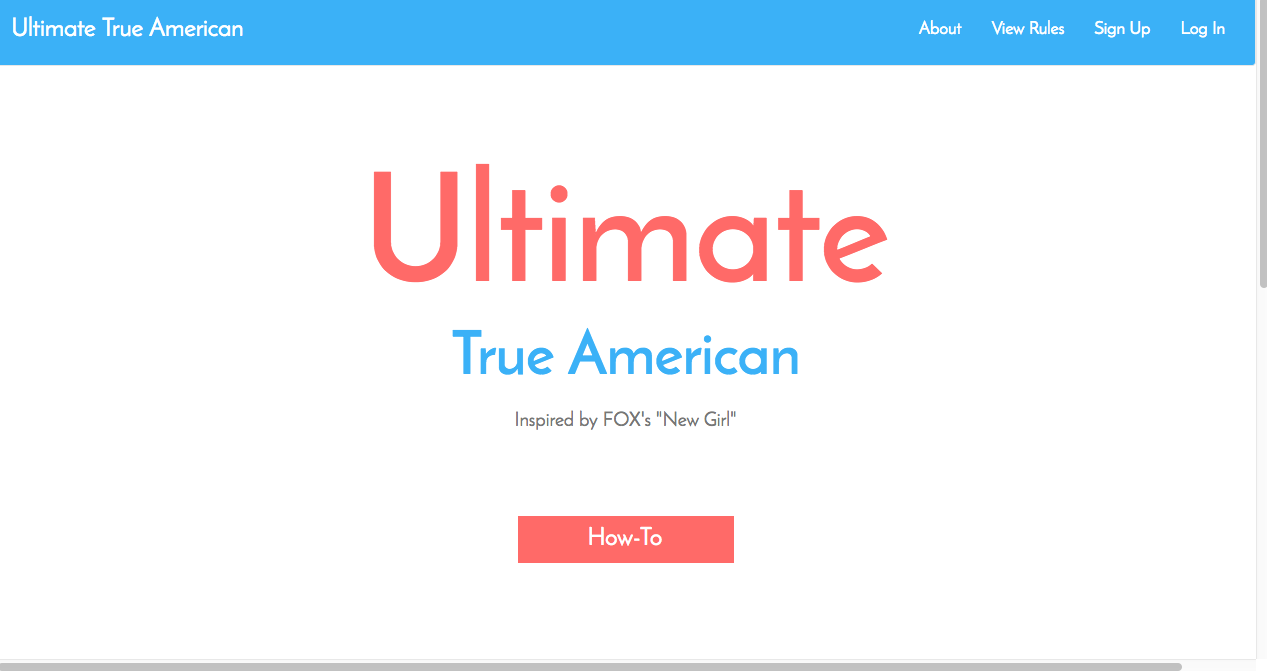 Ultimate True American
About
View Rules
Sign Up
Log In
Ultimate
True American
Inspired by FOX's "New Girl"
How-To